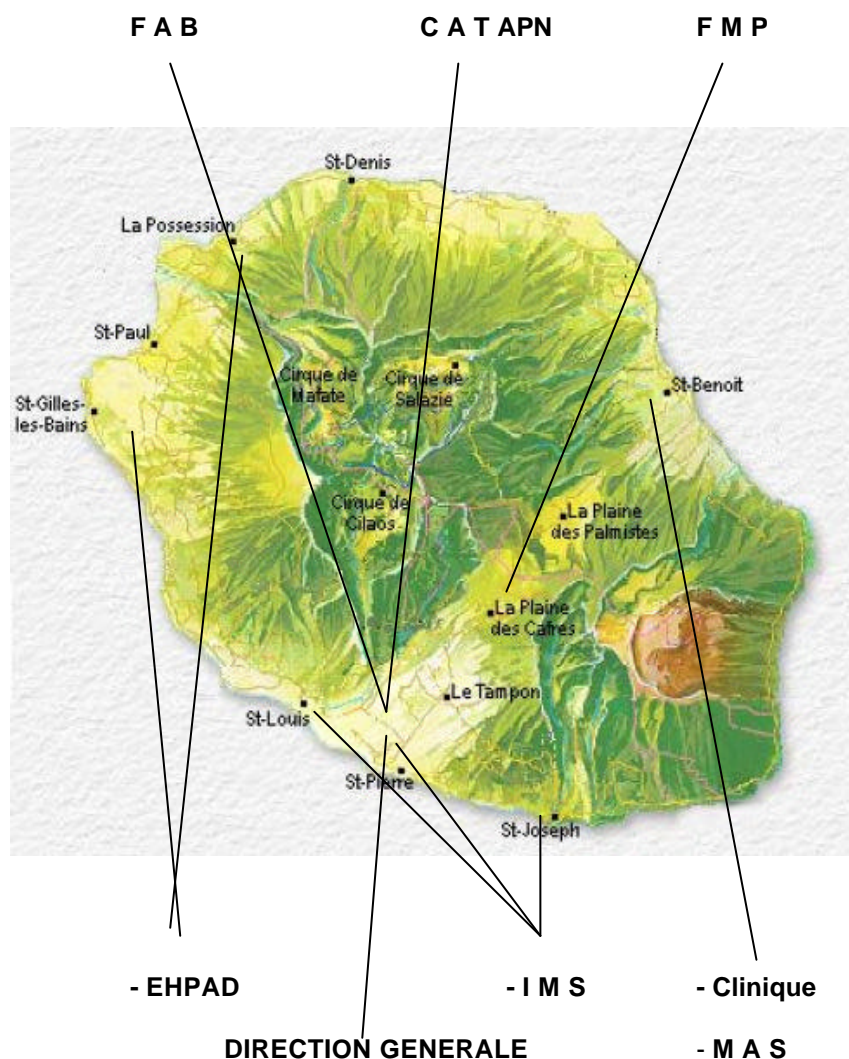 F A B C A T APN F M P
St-Denis
La Possession
St-Paul
Cirque de
Mafate
Cirque de
Salazie
St-Gilles-
les-Bains
St-Benoit
Cirque de
Cilaos
La Plaine
des Palmistes
La Plaine
des Cafres
Le Tampon
St-Louis
St-Pierre
St-Joseph
- EHPAD - I M S - Clinique
DIRECTION GENERALE - M A S